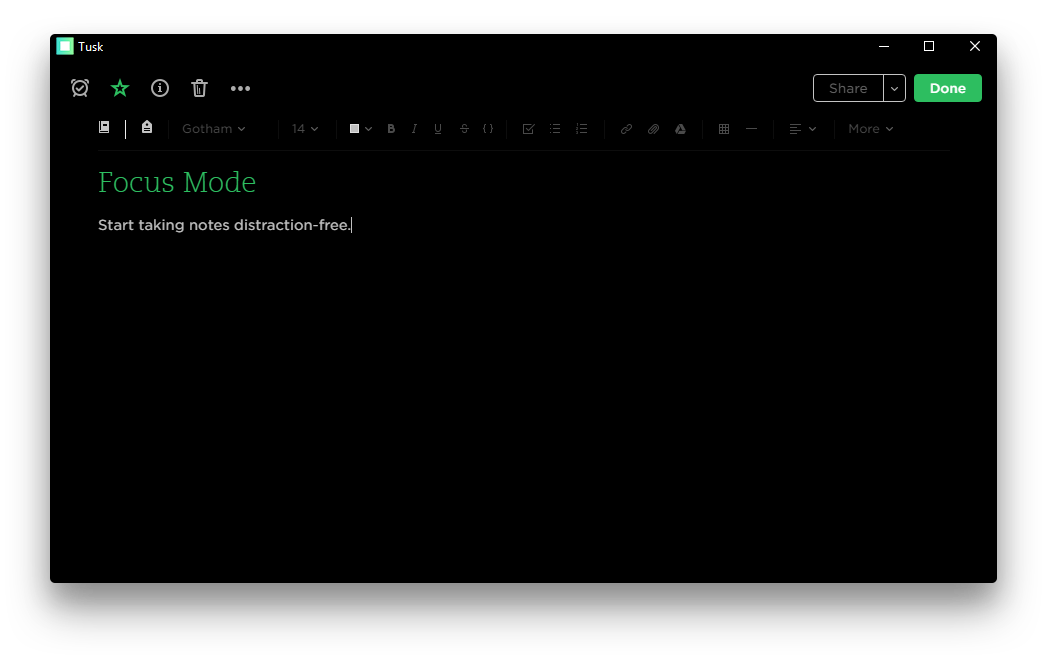 Tusk
Share
Done
Gotham 14 B I U S {} More
Focus Mode
Start taking notes distraction-free.